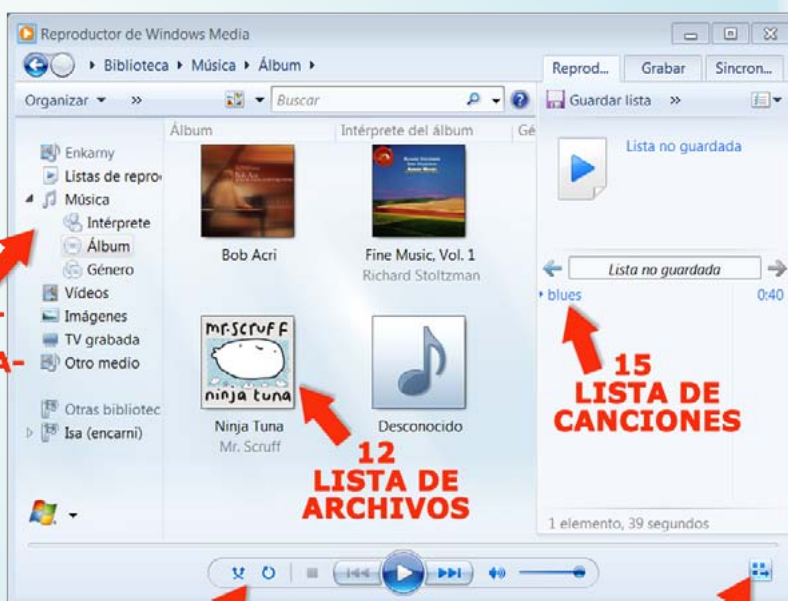 Reproductor de Windows Media
Biblioteca ▸ Música ▸ Álbum ▸
Reprod... Grabar Sincron...
Organizar » Buscar
Guardar lista »
Álbum Intérprete del álbum Gé
Enkarny
Listas de repro
Música
Intérprete
Álbum
Género
Vídeos
Imágenes
TV grabada
Otro medio
Otras bibliotec
Isa (encarni)
A-
Bob Acri
Fine Music, Vol. 1
Richard Stoltzman
mr.scruff
ninja tuna
Ninja Tuna
Mr. Scruff
Desconocido
12
LISTA DE
ARCHIVOS
Lista no guardada
Lista no guardada
blues 0:40
15
LISTA DE
CANCIONES
1 elemento, 39 segundos